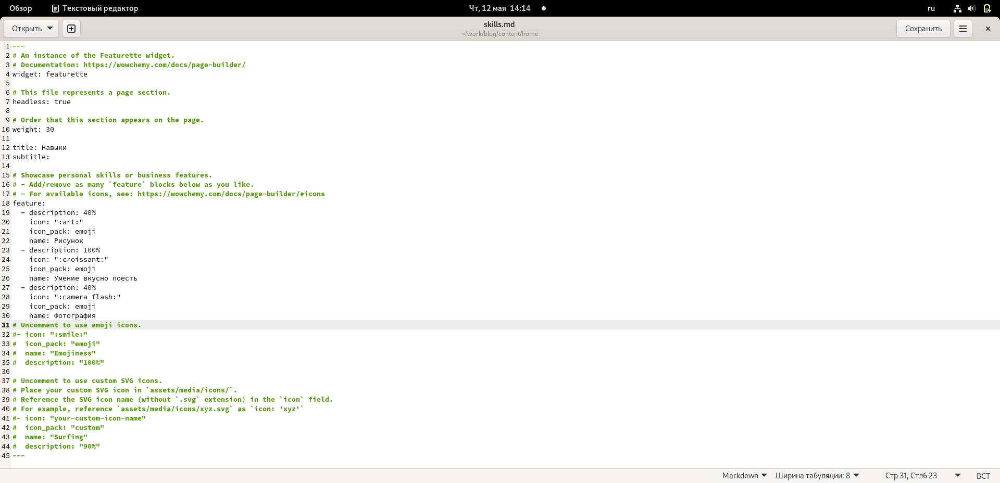 Обзор Текстовый редактор Чт, 12 мая 14:14 ru
Открыть skills.md Сохранить
~/work/blog/content/home
1 ---
2 # An instance of the Featurette widget.
3 # Documentation: https://wowchemy.com/docs/page-builder/
4 widget: featurette
5
6 # This file represents a page section.
7 headless: true
8
9 # Order that this section appears on the page.
10 weight: 30
11
12 title: Навыки
13 subtitle:
14
15 # Showcase personal skills or business features.
16 # - Add/remove as many `feature` blocks below as you like.
17 # - For available icons, see: https://wowchemy.com/docs/page-builder/#icons
18 feature:
19   - description: 40%
20     icon: ":art:"
21     icon_pack: emoji
22     name: Рисунок
23   - description: 100%
24     icon: ":croissant:"
25     icon_pack: emoji
26     name: Умение вкусно поесть
27   - description: 40%
28     icon: ":camera_flash:"
29     icon_pack: emoji
30     name: Фотография
31 # Uncomment to use emoji icons.
32 #- icon: ":smile:"
33 #  icon_pack: "emoji"
34 #  name: "Emojiness"
35 #  description: "100%"
36
37 # Uncomment to use custom SVG icons.
38 # Place your custom SVG icon in `assets/media/icons/`.
39 # Reference the SVG icon name (without `.svg` extension) in the `icon` field.
40 # For example, reference `assets/media/icons/xyz.svg` as `icon: 'xyz'`
41 #- icon: "your-custom-icon-name"
42 #  icon_pack: "custom"
43 #  name: "Surfing"
44 #  description: "90%"
45 ---
Markdown Ширина табуляции: 8 Стр 31, Стлб 23 ВСТ